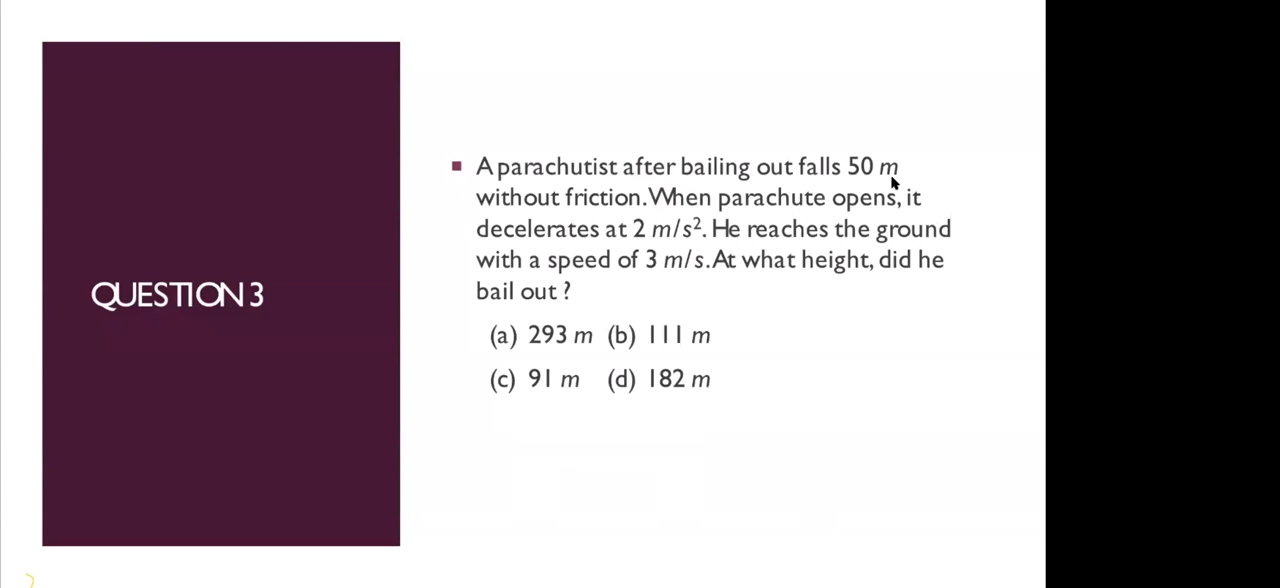 QUESTION 3
▪ A parachutist after bailing out falls 50 m
without friction. When parachute opens, it
decelerates at 2 m/s². He reaches the ground
with a speed of 3 m/s. At what height, did he
bail out ?
(a) 293 m (b) 111 m
(c) 91 m (d) 182 m